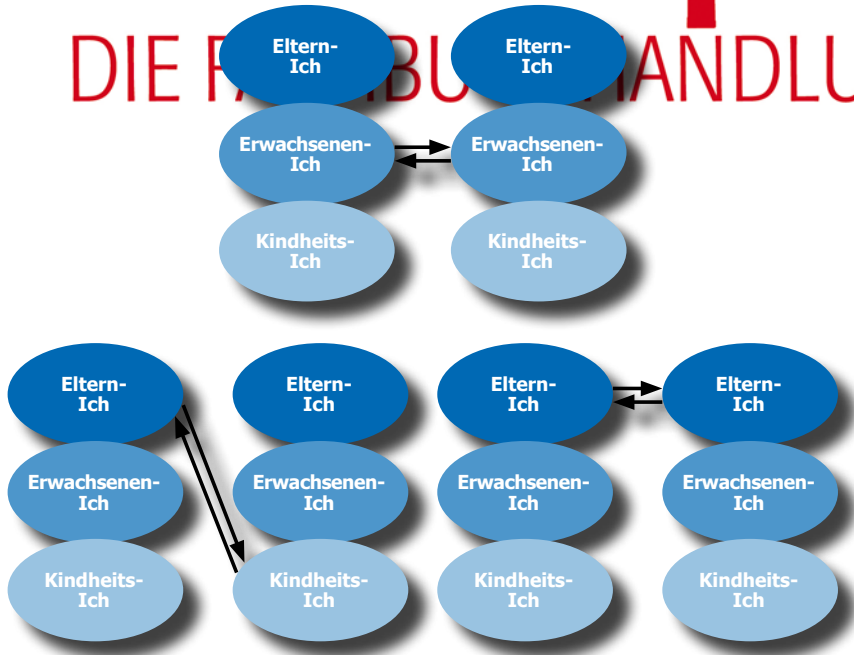 Eltern-
Ich
Eltern-
Ich
DIE
Erwachsenen-
Ich
Erwachsenen-
Ich
Kindheits-
Ich
Kindheits-
Ich
Eltern-
Ich
Erwachsenen-
Ich
Kindheits-
Ich
Eltern-
Ich
Erwachsenen-
Ich
Kindheits-
Ich
Eltern-
Ich
Erwachsenen-
Ich
Kindheits-
Ich
Eltern-
Ich
Erwachsenen-
Ich
Kindheits-
Ich